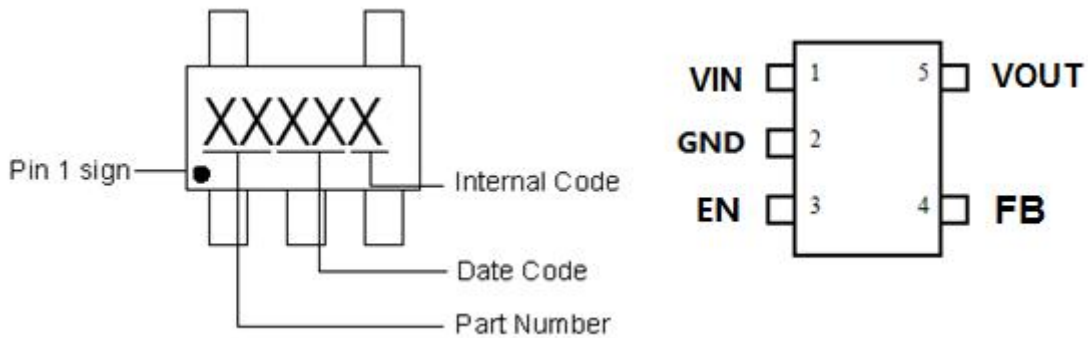 XXXXX
Pin 1 sign
Internal Code
Date Code
Part Number
VIN 1 5 VOUT
GND 2
EN 3 4 FB